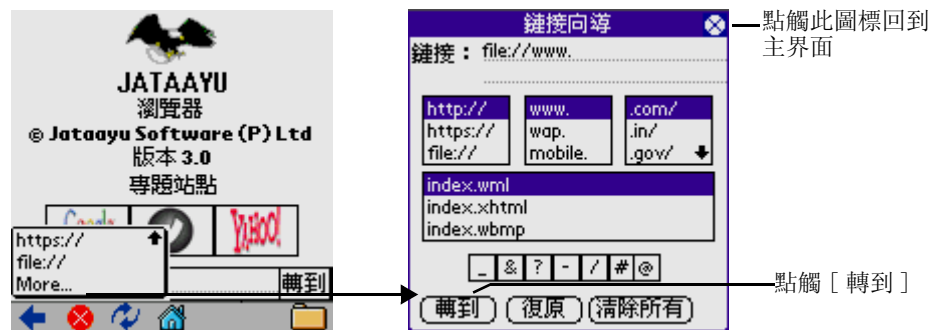 JATAAYU
瀏覽器
© Jataayu Software (P) Ltd
版本 3.0
專題站點
Google
YAHOO!
https://
file://
More...
轉到
鏈接向導
鏈接： file://www.
http://
https://
file://
www.
wap.
mobile.
.com/
.in/
.gov/
index.wml
index.xhtml
index.wbmp
_ & ? - / # @
轉到
復原
清除所有
點觸此圖標回到
主界面
點觸［ 轉到 ］